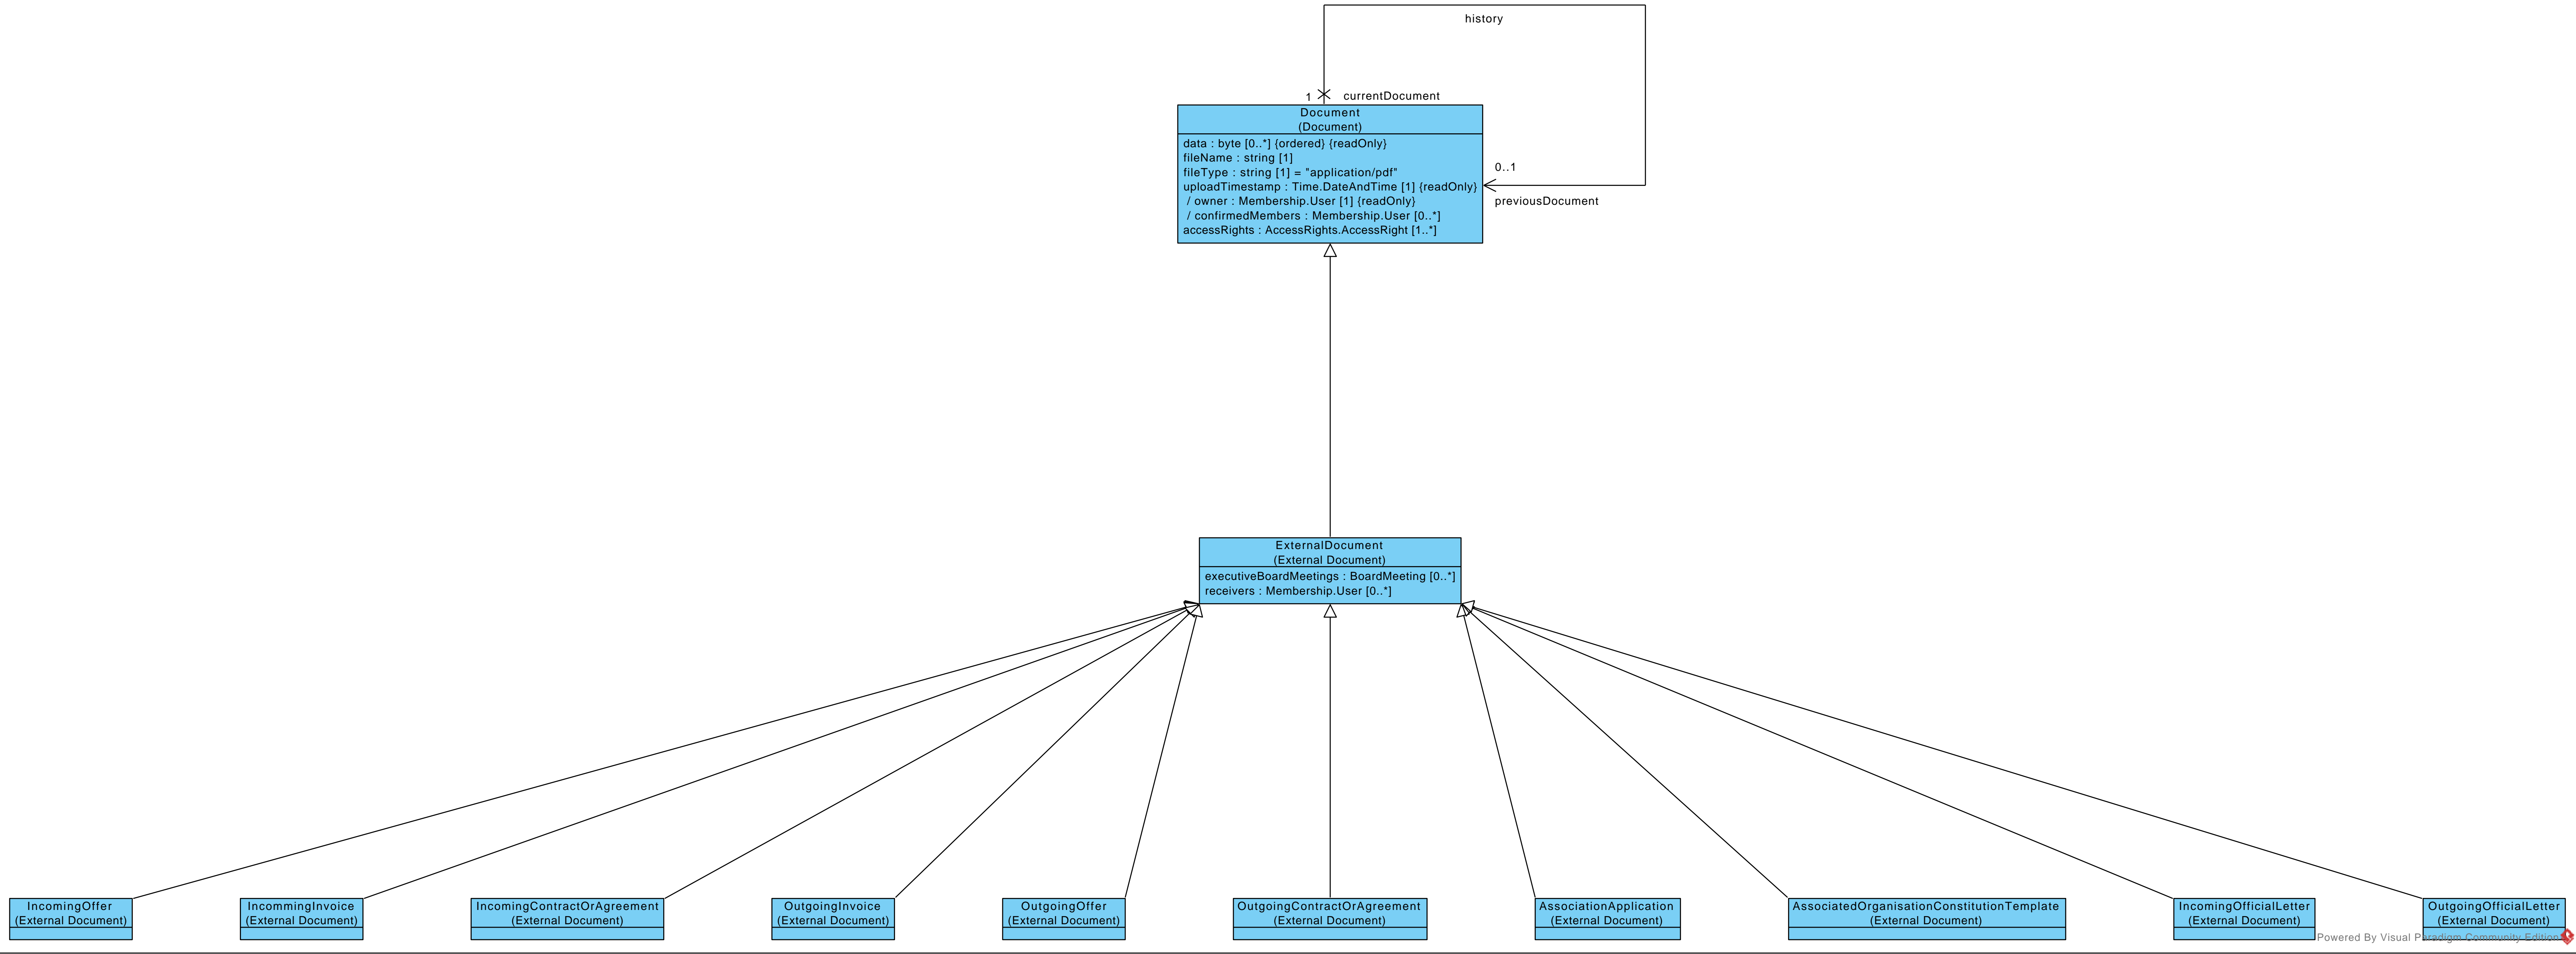 history
1
currentDocument
Document
(Document)
data : byte [0..*] {ordered} {readOnly}
fileName : string [1]
fileType : string [1] = "application/pdf"
uploadTimestamp : Time.DateAndTime [1] {readOnly}
/ owner : Membership.User [1] {readOnly}
/ confirmedMembers : Membership.User [0..*]
accessRights : AccessRights.AccessRight [1..*]
0..1
previousDocument
ExternalDocument
(External Document)
executiveBoardMeetings : BoardMeeting [0..*]
receivers : Membership.User [0..*]
IncomingOffer
(External Document)
IncommingInvoice
(External Document)
IncomingContractOrAgreement
(External Document)
OutgoingInvoice
(External Document)
OutgoingOffer
(External Document)
OutgoingContractOrAgreement
(External Document)
AssociationApplication
(External Document)
AssociatedOrganisationConstitutionTemplate
(External Document)
IncomingOfficialLetter
(External Document)
OutgoingOfficialLetter
(External Document)
Powered By Visual Paradigm Community Edition